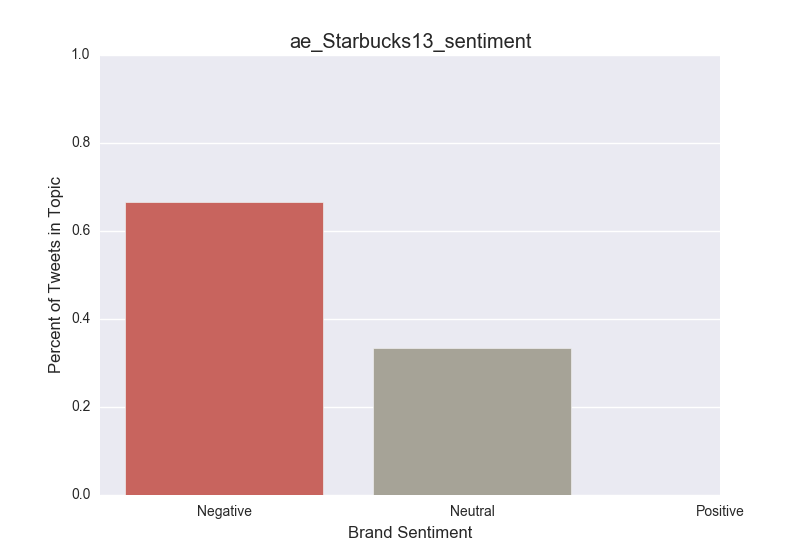 ae_Starbucks13_sentiment
1.0
0.8
0.6
0.4
0.2
0.0
Percent of Tweets in Topic
Negative Neutral Positive
Brand Sentiment